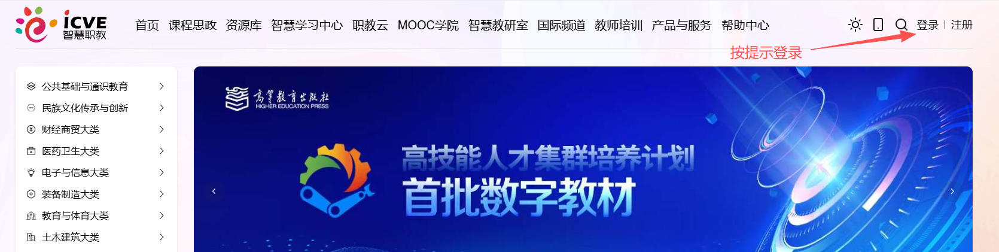 iCVE
智慧职教
首页 课程思政 资源库 智慧学习中心 职教云 MOOC学院 智慧教研室 国际频道 教师培训 产品与服务 帮助中心
登录 | 注册
按提示登录
公共基础与通识教育
民族文化传承与创新
财经商贸大类
医药卫生大类
电子与信息大类
装备制造大类
教育与体育大类
土木建筑大类
高等教育出版社
HIGHER EDUCATION PRESS
高技能人才集群培养计划
首批数字教材